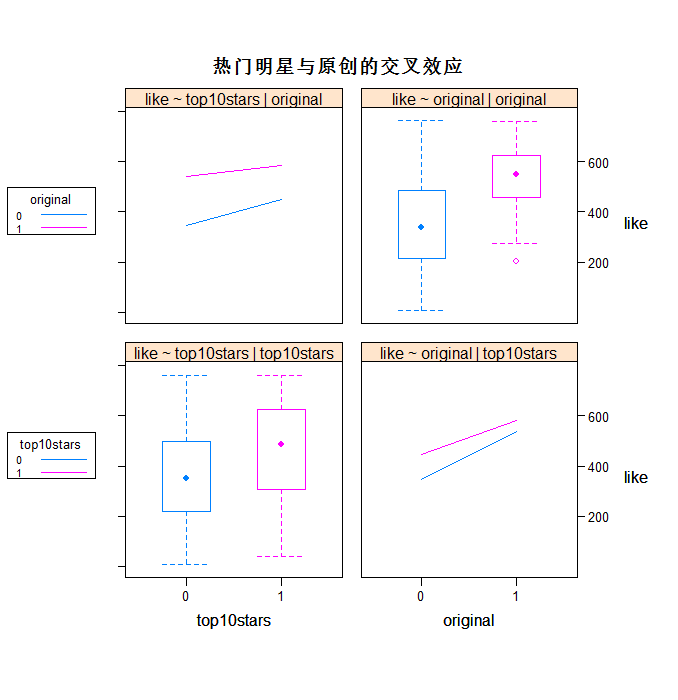 热门明星与原创的交叉效应
like ~ top10stars | original
like ~ original | original
original
0
1
600
400
200
like
like ~ top10stars | top10stars
like ~ original | top10stars
top10stars
0
1
600
400
200
like
0
1
0
1
top10stars
original